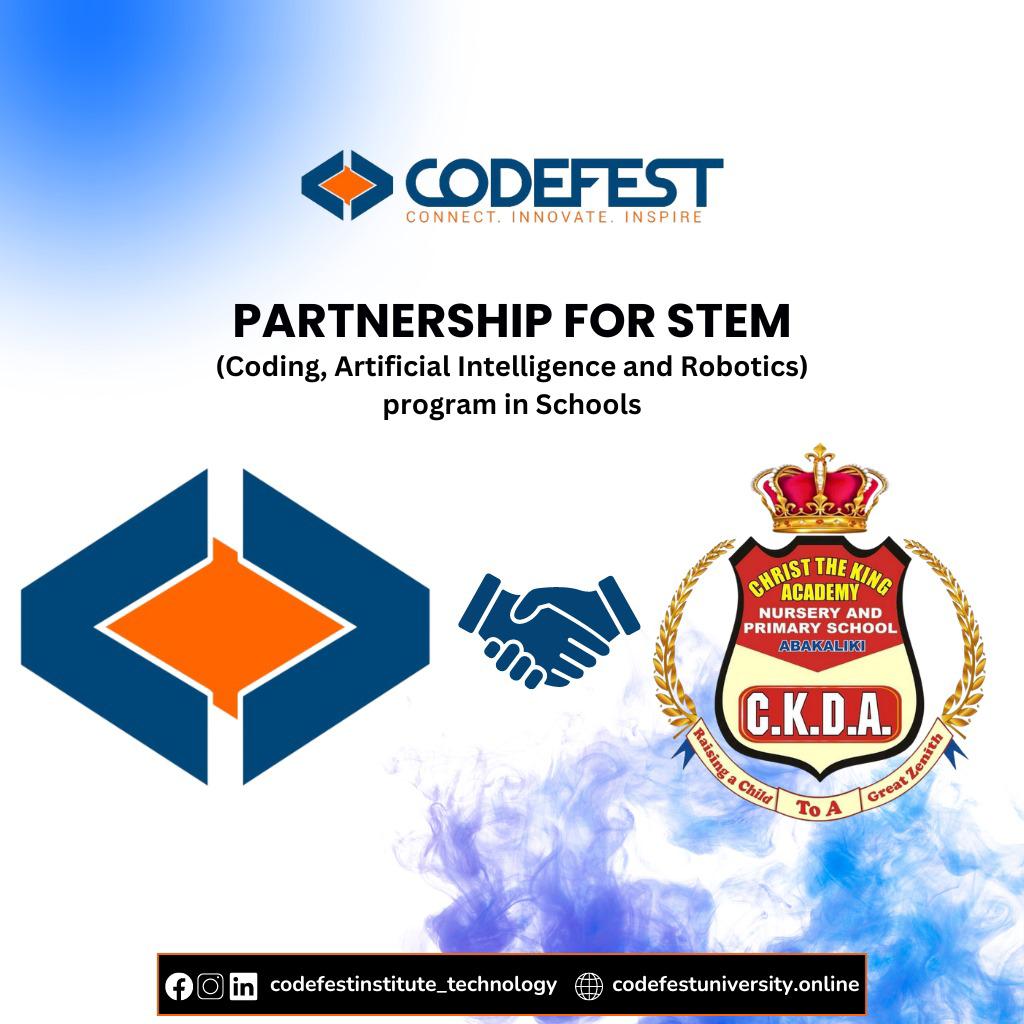 CODEFEST
CONNECT. INNOVATE. INSPIRE
PARTNERSHIP FOR STEM
(Coding, Artificial Intelligence and Robotics)
program in Schools
CHRIST THE KING
ACADEMY
NURSERY AND
PRIMARY SCHOOL
ABAKALIKI
C.K.D.A.
Raising a Child To A Great Zenith
codefestinstitute_technology codefestuniversity.online